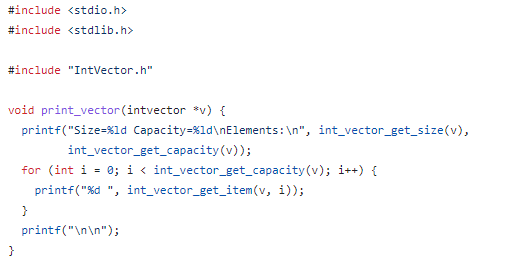 #include <stdio.h>
#include <stdlib.h>
#include "IntVector.h"
void print_vector(intvector *v) {
  printf("Size=%ld Capacity=%ld\nElements:\n", int_vector_get_size(v),
         int_vector_get_capacity(v));
  for (int i = 0; i < int_vector_get_capacity(v); i++) {
    printf("%d ", int_vector_get_item(v, i));
  }
  printf("\n\n");
}